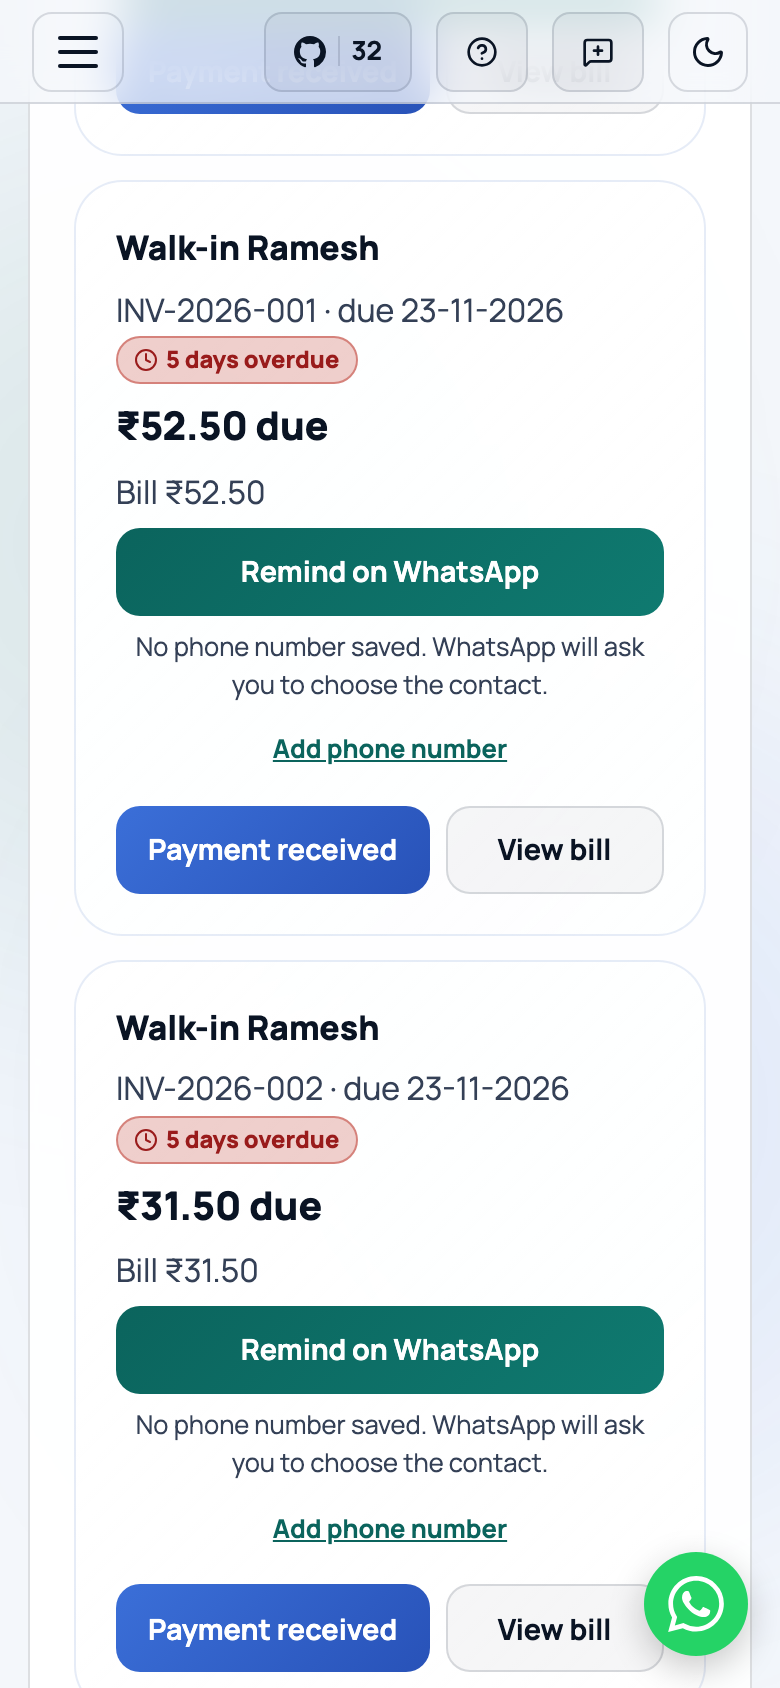 32
Payment received
View bill
Walk-in Ramesh
INV-2026-001 · due 23-11-2026
5 days overdue
₹52.50 due
Bill ₹52.50
Remind on WhatsApp
No phone number saved. WhatsApp will ask
you to choose the contact.
Add phone number
Payment received
View bill
Walk-in Ramesh
INV-2026-002 · due 23-11-2026
5 days overdue
₹31.50 due
Bill ₹31.50
Remind on WhatsApp
No phone number saved. WhatsApp will ask
you to choose the contact.
Add phone number
Payment received
View bill